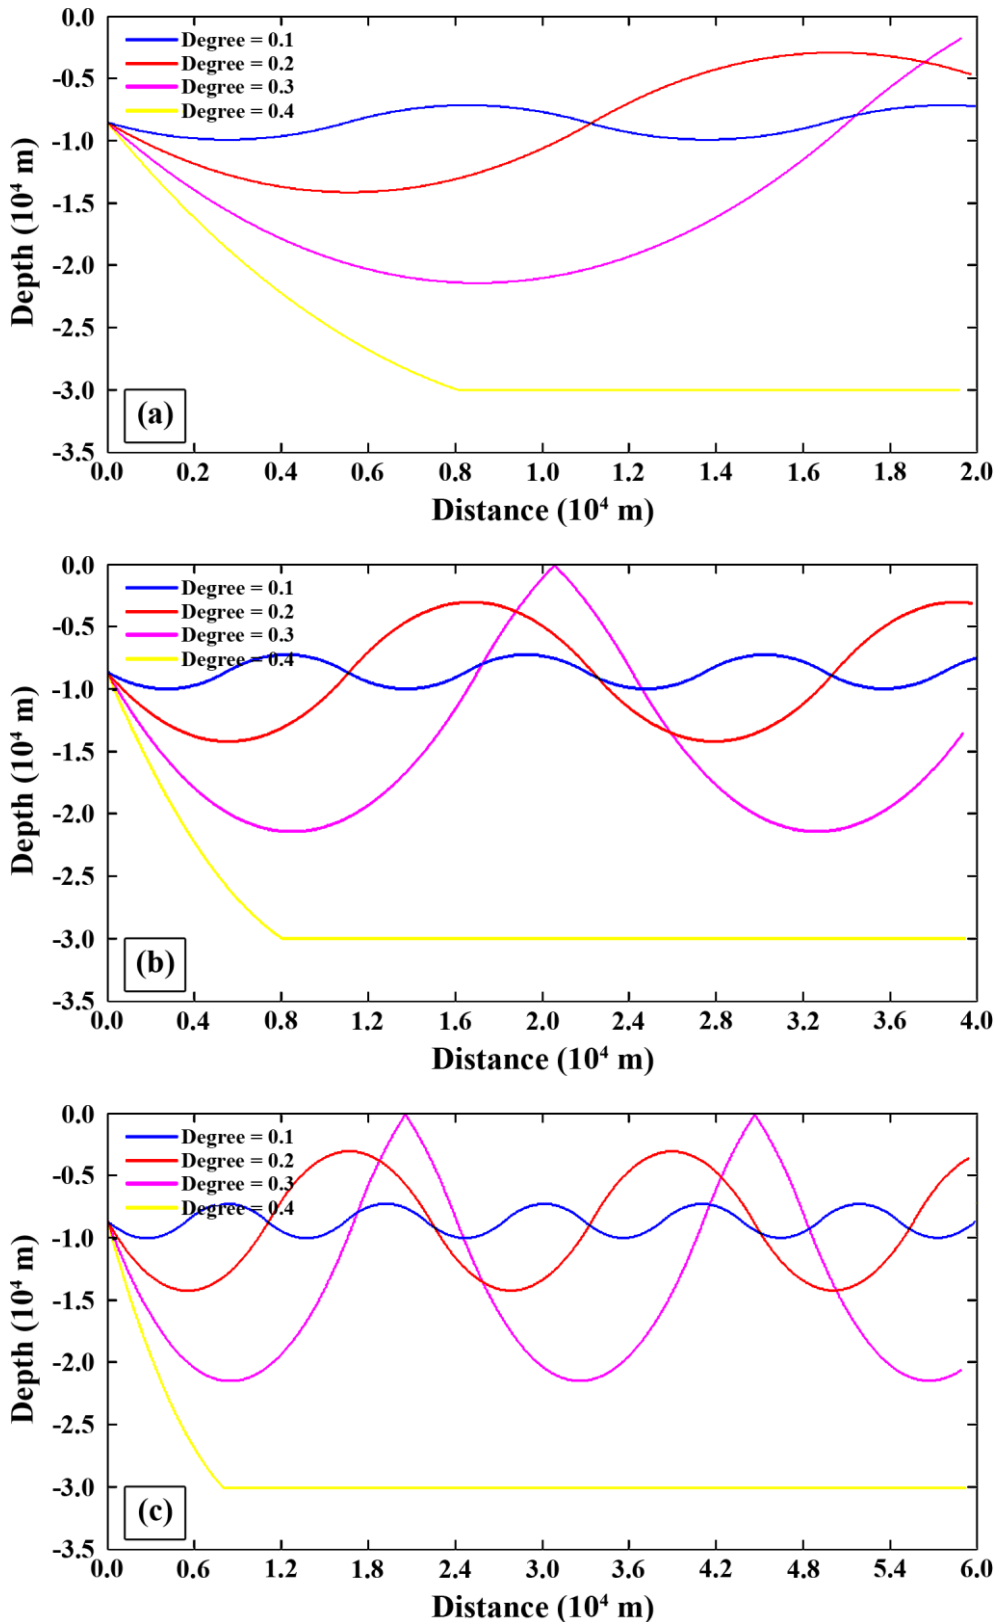 0.0
Degree = 0.1
Degree = 0.2
Degree = 0.3
Degree = 0.4
-0.5
-1.0
-1.5
-2.0
-2.5
-3.0
-3.5
Depth (10⁴ m)
(a)
0.0 0.2 0.4 0.6 0.8 1.0 1.2 1.4 1.6 1.8 2.0
Distance (10⁴ m)
0.0
Degree = 0.1
Degree = 0.2
Degree = 0.3
Degree = 0.4
-0.5
-1.0
-1.5
-2.0
-2.5
-3.0
-3.5
Depth (10⁴ m)
(b)
0.0 0.4 0.8 1.2 1.6 2.0 2.4 2.8 3.2 3.6 4.0
Distance (10⁴ m)
0.0
Degree = 0.1
Degree = 0.2
Degree = 0.3
Degree = 0.4
-0.5
-1.0
-1.5
-2.0
-2.5
-3.0
-3.5
Depth (10⁴ m)
(c)
0.0 0.6 1.2 1.8 2.4 3.0 3.6 4.2 4.8 5.4 6.0
Distance (10⁴ m)